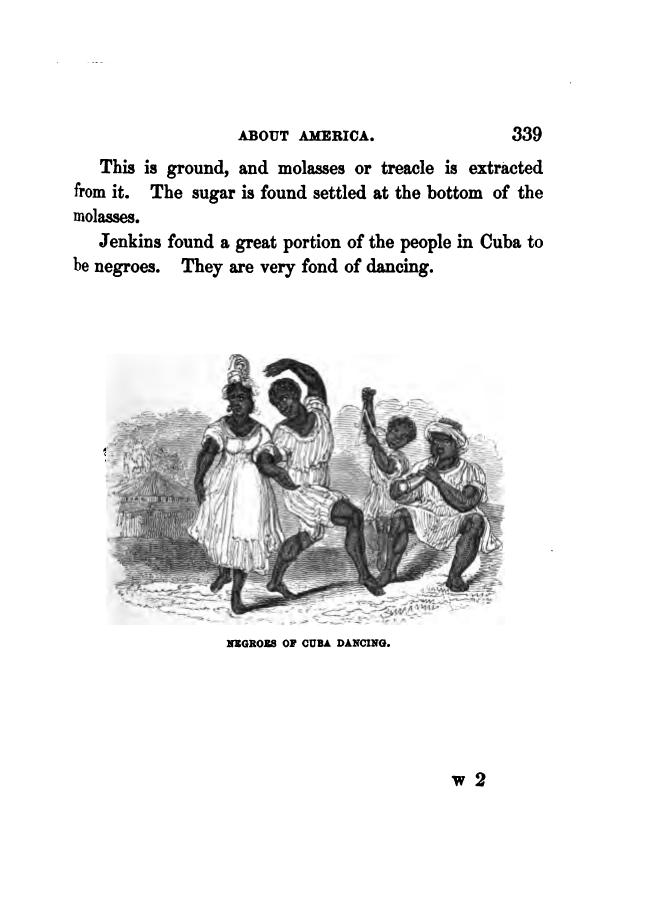 ABOUT AMERICA. 339
This is ground, and molasses or treacle is extracted
from it. The sugar is found settled at the bottom of the
molasses.
Jenkins found a great portion of the people in Cuba to
be negroes. They are very fond of dancing.
NEGROES OF CUBA DANCING.
W 2